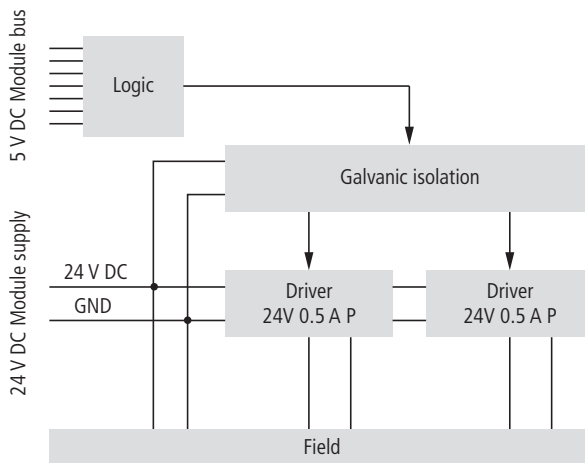 5 V DC Module bus
Logic
Galvanic isolation
24 V DC Module supply
24 V DC
GND
Driver
24V 0.5 A P
Driver
24V 0.5 A P
Field